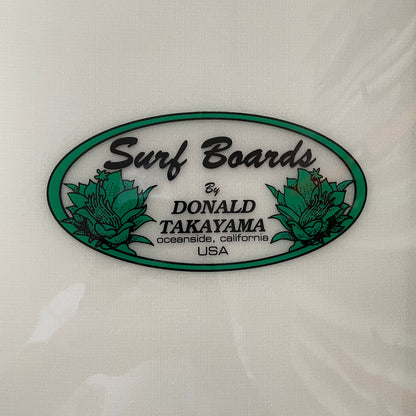 Surf Boards
By
DONALD
TAKAYAMA
oceanside, california
USA